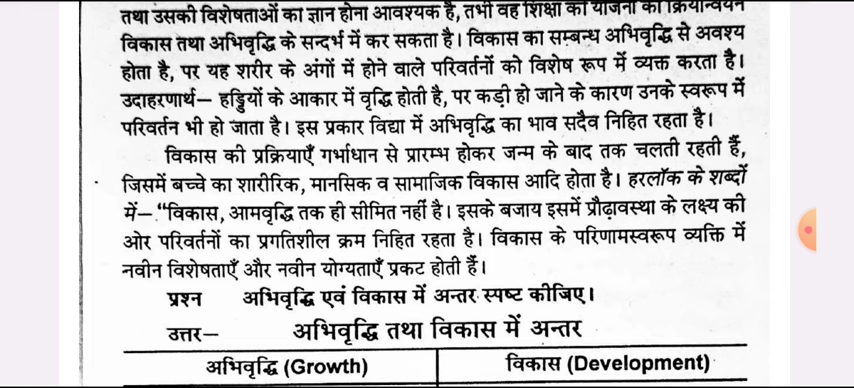 तथा उसकी विशेषताओं का ज्ञान होना आवश्यक है, तभी वह शिक्षा की योजना का क्रियान्वयन
विकास तथा अभिवृद्धि के सन्दर्भ में कर सकता है। विकास का सम्बन्ध अभिवृद्धि से अवश्य
होता है, पर यह शरीर के अंगों में होने वाले परिवर्तनों को विशेष रूप में व्यक्त करता है।
उदाहरणार्थ— हड्डियों के आकार में वृद्धि होती है, पर कड़ी हो जाने के कारण उनके स्वरूप में
परिवर्तन भी हो जाता है। इस प्रकार विद्या में अभिवृद्धि का भाव सदैव निहित रहता है।
विकास की प्रक्रियाएँ गर्भाधान से प्रारम्भ होकर जन्म के बाद तक चलती रहती हैं,
जिसमें बच्चे का शारीरिक, मानसिक व सामाजिक विकास आदि होता है। हरलॉक के शब्दों
में— "विकास, आमवृद्धि तक ही सीमित नहीं है। इसके बजाय इसमें प्रौढ़ावस्था के लक्ष्य की
ओर परिवर्तनों का प्रगतिशील क्रम निहित रहता है। विकास के परिणामस्वरूप व्यक्ति में
नवीन विशेषताएँ और नवीन योग्यताएँ प्रकट होती हैं।
प्रश्न अभिवृद्धि एवं विकास में अन्तर स्पष्ट कीजिए।
उत्तर— अभिवृद्धि तथा विकास में अन्तर
अभिवृद्धि (Growth) विकास (Development)